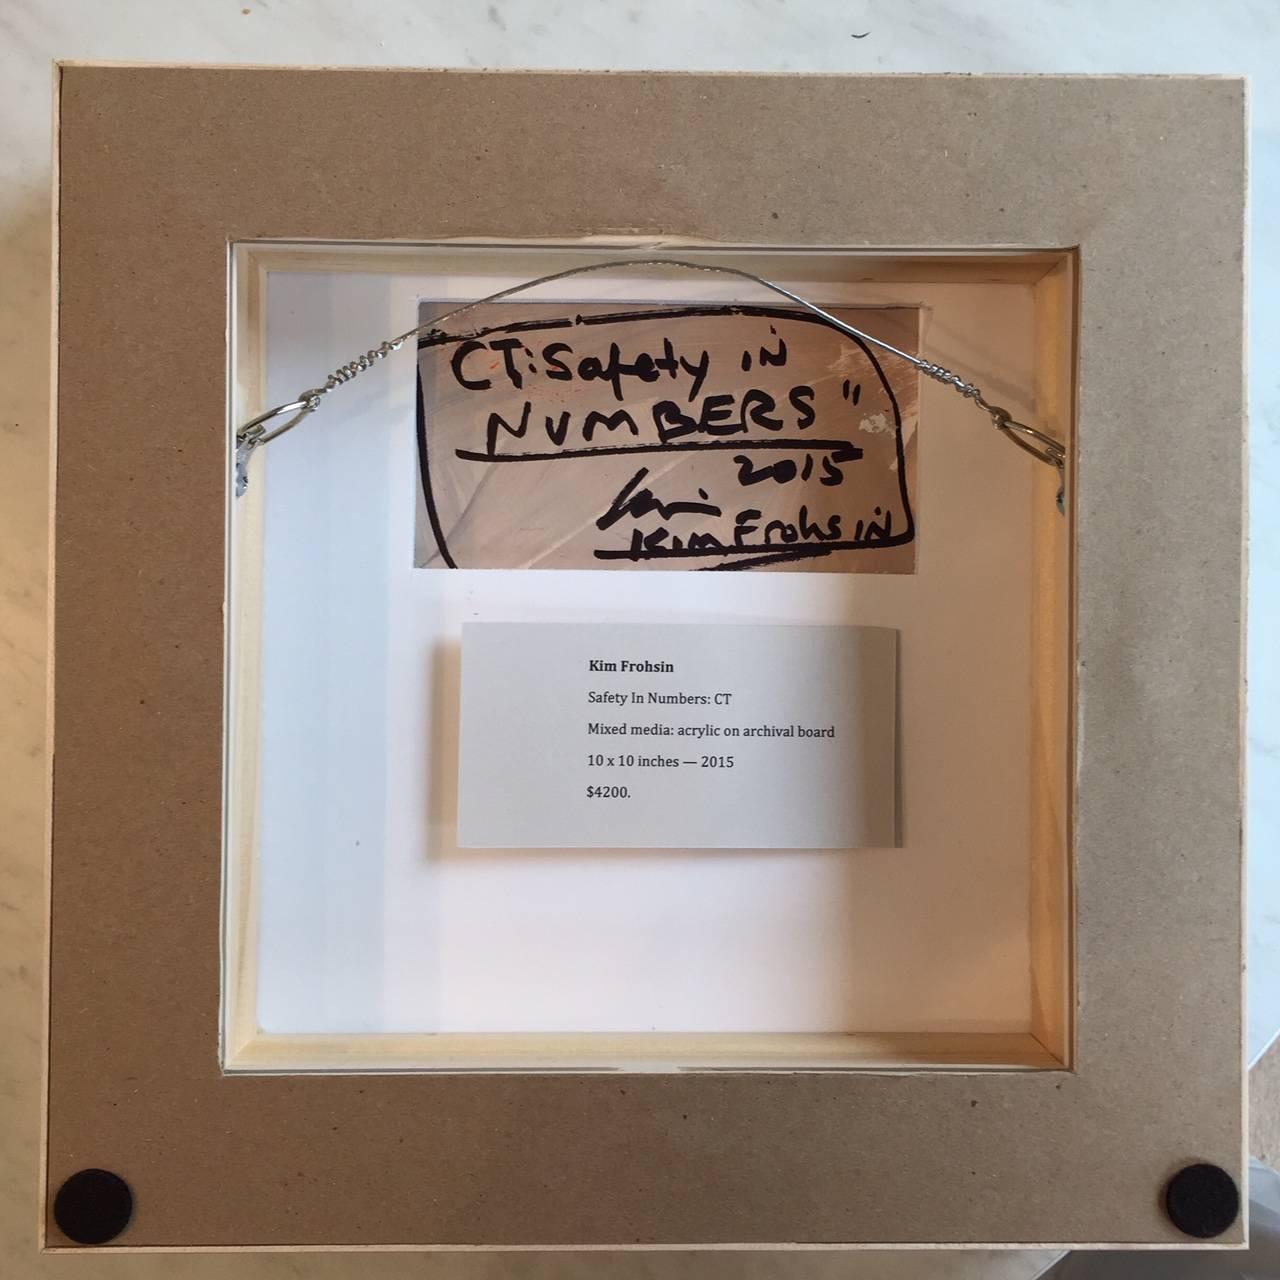 CT: Safety IN
NUMBERS"
2015
Kim Frohsin
Kim Frohsin
Safety In Numbers: CT
Mixed media: acrylic on archival board
10 x 10 inches — 2015
$4200.